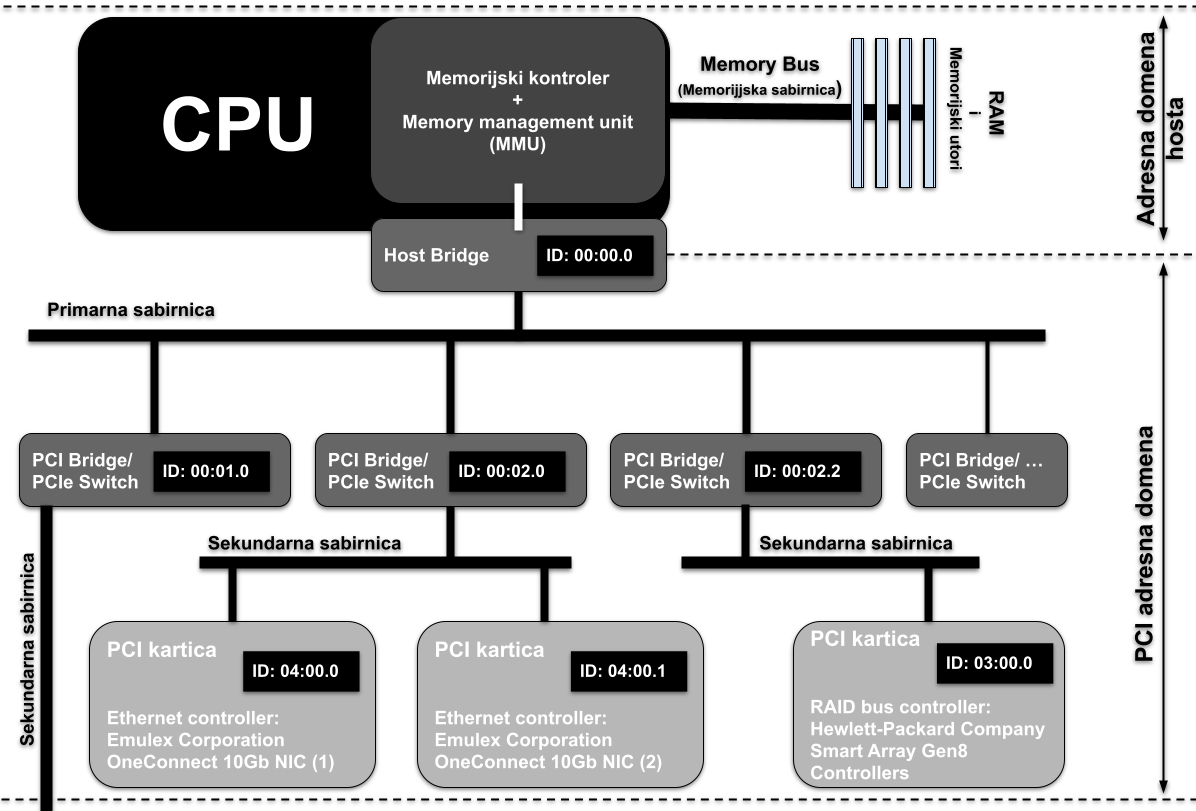 CPU
Memorijski kontroler
+
Memory management unit
(MMU)
Memory Bus
(Memorijjska sabirnica)
RAM
i
Memorijski utori
Adresna domena
hosta
Host Bridge
ID: 00:00.0
Primarna sabirnica
PCI Bridge/
PCIe Switch
ID: 00:01.0
PCI Bridge/
PCIe Switch
ID: 00:02.0
PCI Bridge/
PCIe Switch
ID: 00:02.2
PCI Bridge/ ...
PCIe Switch
PCI adresna domena
Sekundarna sabirnica
Sekundarna sabirnica
Sekundarna sabirnica
PCI kartica
ID: 04:00.0
Ethernet controller:
Emulex Corporation
OneConnect 10Gb NIC (1)
PCI kartica
ID: 04:00.1
Ethernet controller:
Emulex Corporation
OneConnect 10Gb NIC (2)
PCI kartica
ID: 03:00.0
RAID bus controller:
Hewlett-Packard Company
Smart Array Gen8
Controllers